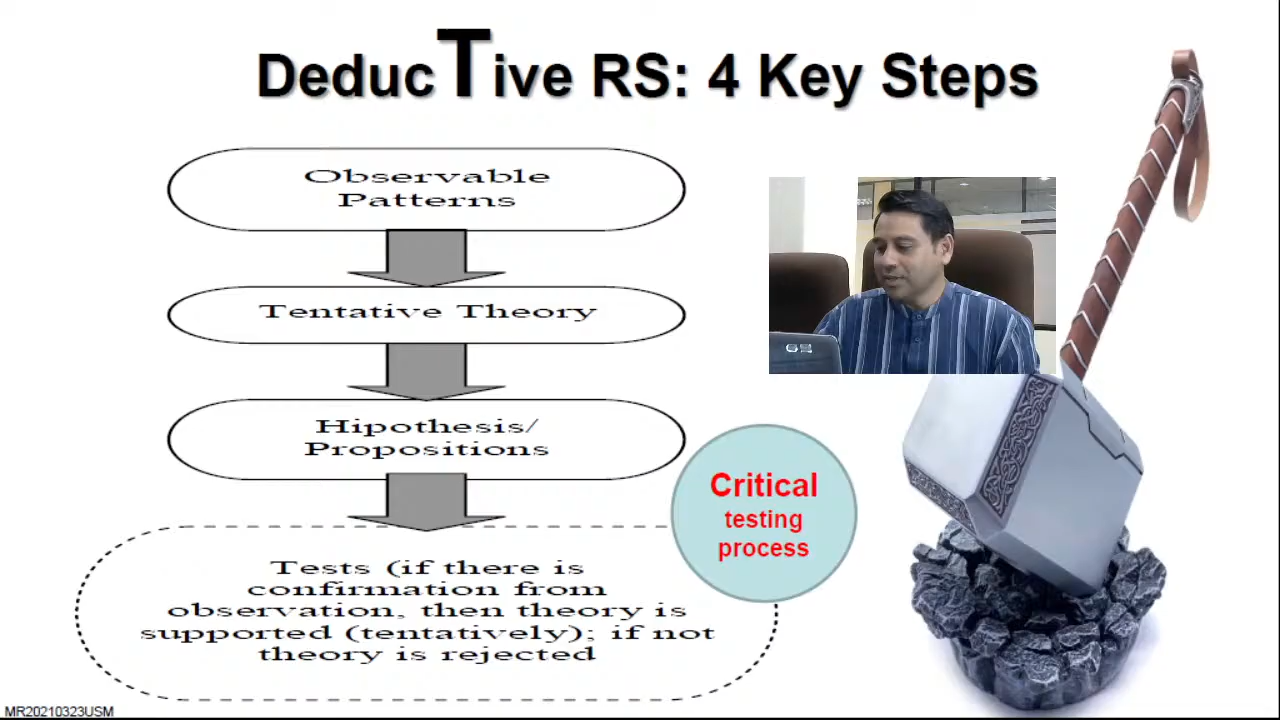 DeducTive RS: 4 Key Steps
Observable
Patterns
Tentative Theory
Hipothesis/
Propositions
Critical
testing
process
Tests (if there is
confirmation from
observation, then theory is
supported (tentatively); if not
theory is rejected
MR20210323USM